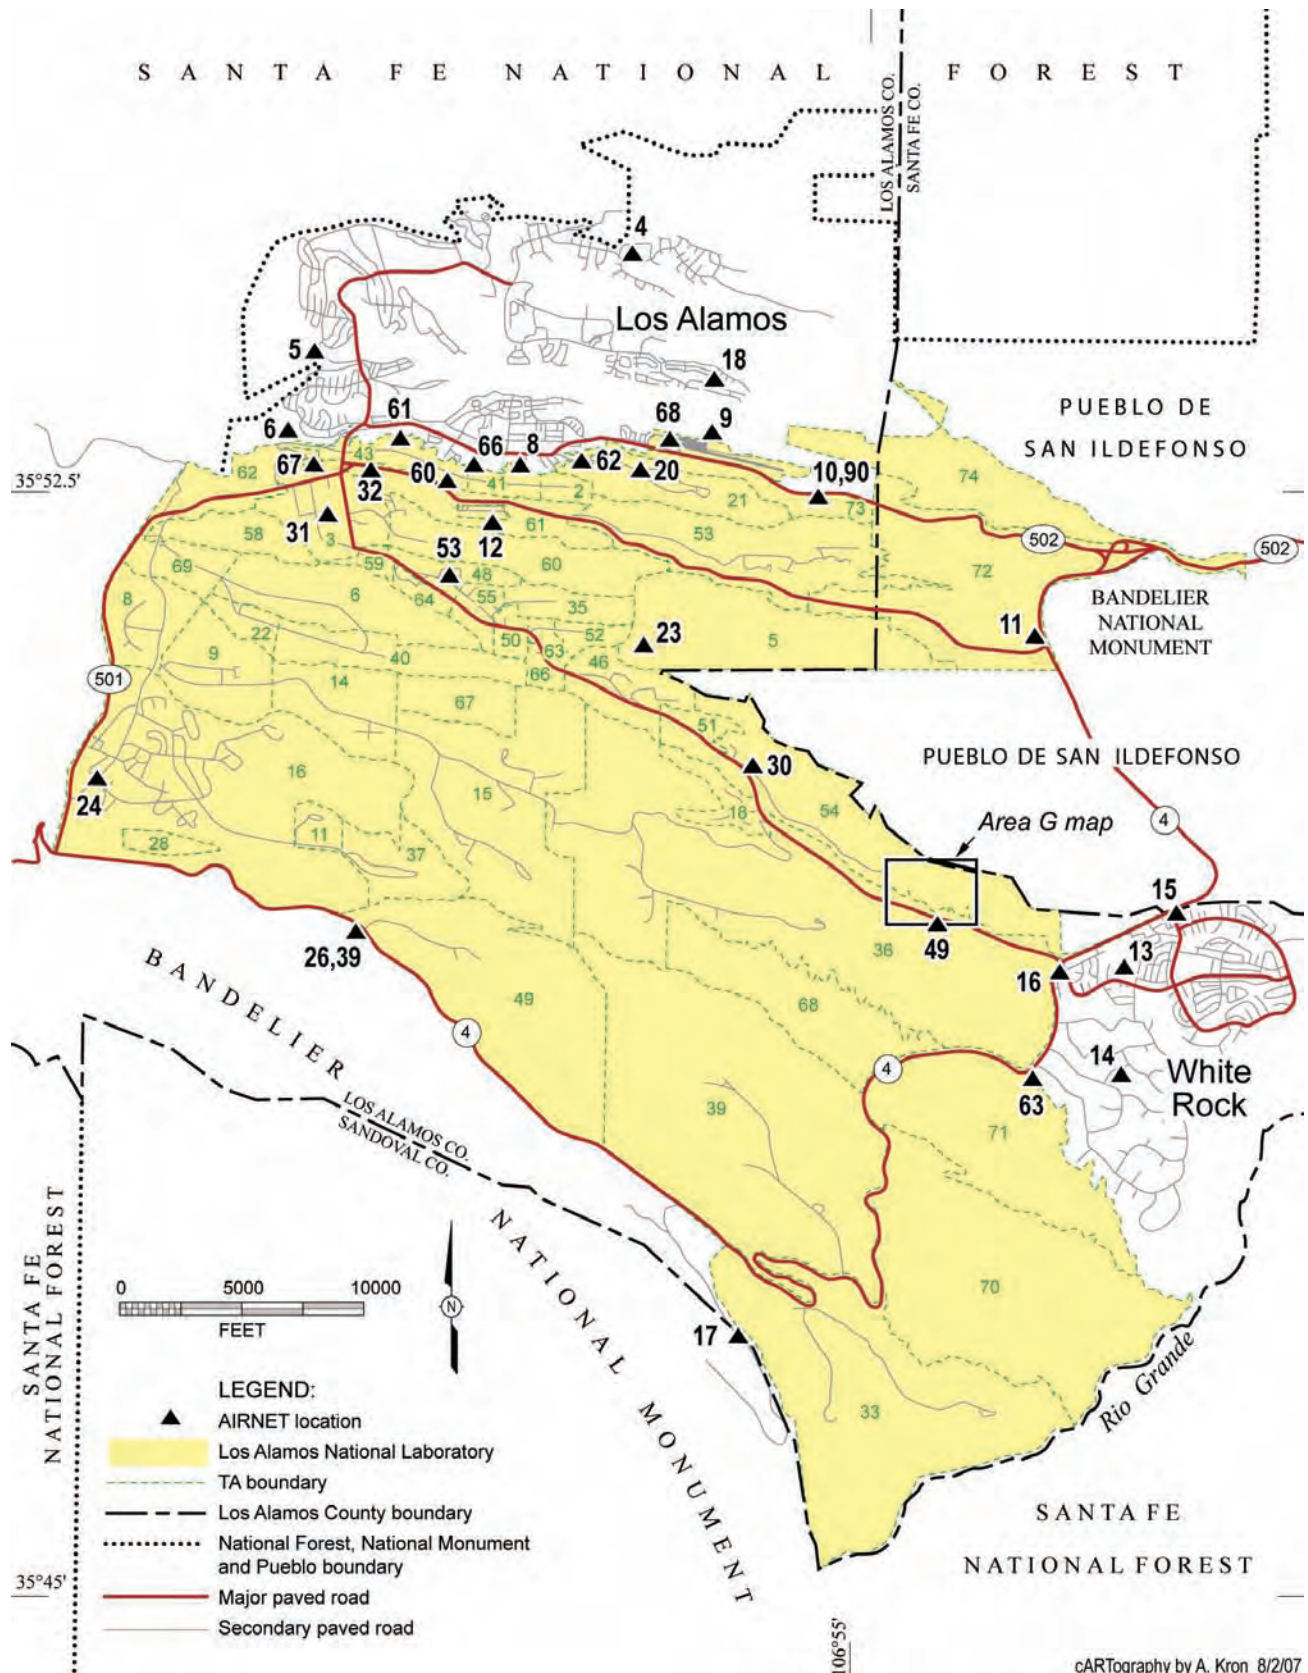 SANTA FE NATIONAL FOREST
LOS ALAMOS CO.
SANTA FE CO.
4
Los Alamos
5
18
PUEBLO DE
SAN ILDEFONSO
6
61
68
9
67
43
66
8
62
20
10,90
62
60
41
2
21
74
35°52.5'
32
73
31
58
3
12
61
53
502
502
69
59
53
48
60
72
8
6
64
55
35
BANDELIER
NATIONAL
MONUMENT
11
22
50
52
23
5
9
40
63
46
501
14
66
67
51
PUEBLO DE SAN ILDEFONSO
30
24
16
15
18
54
4
Area G map
28
11
37
15
26,39
36
49
13
16
BANDELIER
49
68
4
4
14
White
Rock
63
LOS ALAMOS CO.
SANDOVAL CO.
39
71
NATIONAL MONUMENT
SANTA FE
NATIONAL FOREST
0 5000 10000
FEET
N
70
17
Rio Grande
33
LEGEND:
AIRNET location
Los Alamos National Laboratory
TA boundary
Los Alamos County boundary
National Forest, National Monument
and Pueblo boundary
Major paved road
Secondary paved road
SANTA FE
NATIONAL FOREST
35°45'
106°55'
cARTography by A. Kron 8/2/07